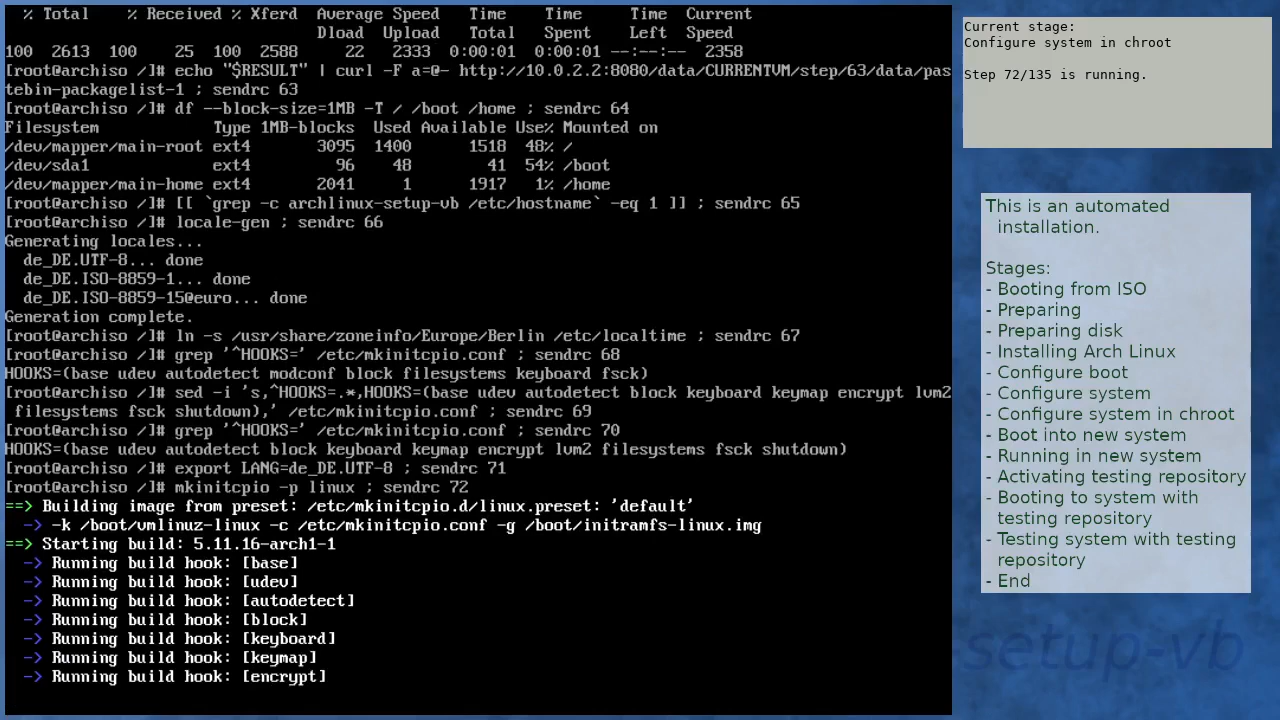 % Total    % Received % Xferd  Average Speed   Time    Time     Time  Current
                                 Dload  Upload   Total   Spent    Left  Speed
100  2613  100    25  100  2588     22   2333  0:00:01  0:00:01 --:--:--  2358
[root@archiso /]# echo "$RESULT" | curl -F a=@- http://10.0.2.2:8080/data/CURRENTVM/step/63/data/pas
tebin-packagelist-1 ; sendrc 63
[root@archiso /]# df --block-size=1MB -T / /boot /home ; sendrc 64
Filesystem            Type 1MB-blocks  Used Available Use% Mounted on
/dev/mapper/main-root ext4       3095  1400      1518  48% /
/dev/sda1             ext4         96    48        41  54% /boot
/dev/mapper/main-home ext4       2041     1      1917   1% /home
[root@archiso /]# [[ `grep -c archlinux-setup-vb /etc/hostname` -eq 1 ]] ; sendrc 65
[root@archiso /]# locale-gen ; sendrc 66
Generating locales...
  de_DE.UTF-8... done
  de_DE.ISO-8859-1... done
  de_DE.ISO-8859-15@euro... done
Generation complete.
[root@archiso /]# ln -s /usr/share/zoneinfo/Europe/Berlin /etc/localtime ; sendrc 67
[root@archiso /]# grep '^HOOKS=' /etc/mkinitcpio.conf ; sendrc 68
HOOKS=(base udev autodetect modconf block filesystems keyboard fsck)
[root@archiso /]# sed -i 's,^HOOKS=.*,HOOKS=(base udev autodetect block keyboard keymap encrypt lvm2
 filesystems fsck shutdown),' /etc/mkinitcpio.conf ; sendrc 69
[root@archiso /]# grep '^HOOKS=' /etc/mkinitcpio.conf ; sendrc 70
HOOKS=(base udev autodetect block keyboard keymap encrypt lvm2 filesystems fsck shutdown)
[root@archiso /]# export LANG=de_DE.UTF-8 ; sendrc 71
[root@archiso /]# mkinitcpio -p linux ; sendrc 72
==> Building image from preset: /etc/mkinitcpio.d/linux.preset: 'default'
  -> -k /boot/vmlinuz-linux -c /etc/mkinitcpio.conf -g /boot/initramfs-linux.img
==> Starting build: 5.11.16-arch1-1
  -> Running build hook: [base]
  -> Running build hook: [udev]
  -> Running build hook: [autodetect]
  -> Running build hook: [block]
  -> Running build hook: [keyboard]
  -> Running build hook: [keymap]
  -> Running build hook: [encrypt]
Current stage:
Configure system in chroot
Step 72/135 is running.
This is an automated
installation.
Stages:
- Booting from ISO
- Preparing
- Preparing disk
- Installing Arch Linux
- Configure boot
- Configure system
- Configure system in chroot
- Boot into new system
- Running in new system
- Activating testing repository
- Booting to system with
testing repository
- Testing system with testing
repository
- End
-setup-vb